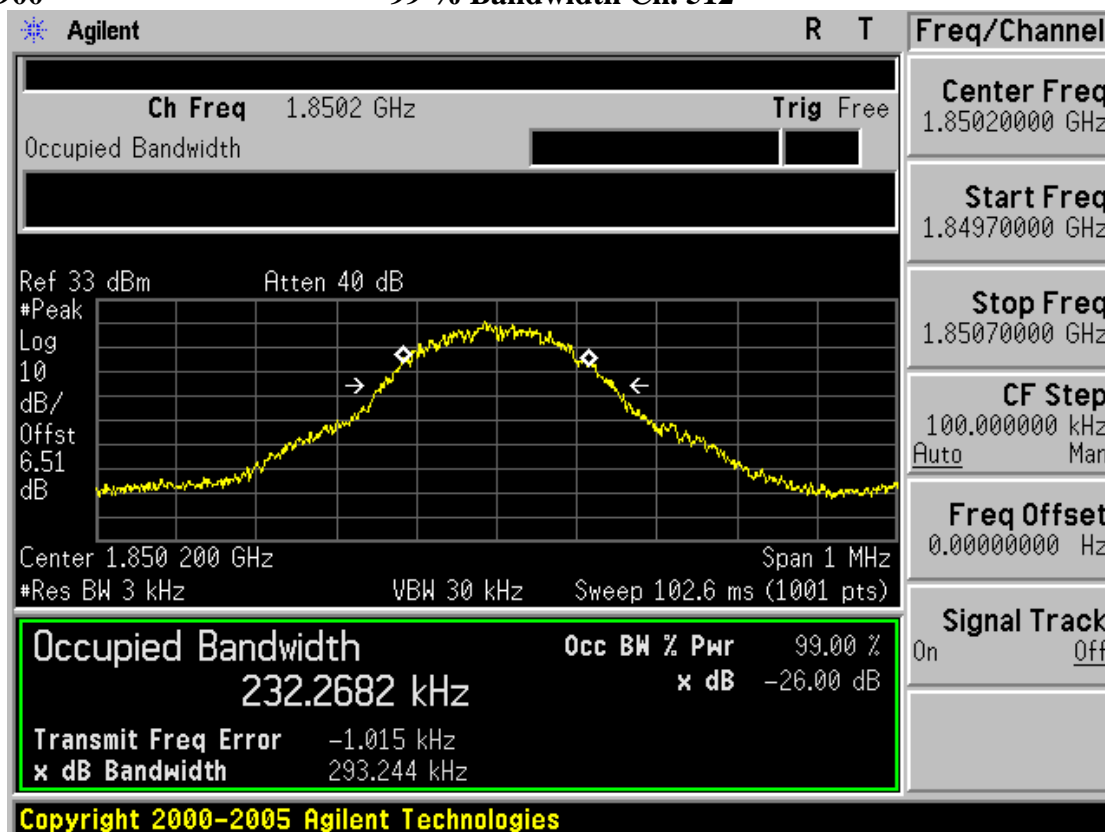 900 99 % Bandwidth Ch. 512
Agilent R T Freq/Channel
Ch Freq 1.8502 GHz Trig Free
Occupied Bandwidth
Center Freq
1.85020000 GHz
Start Freq
1.84970000 GHz
Stop Freq
1.85070000 GHz
CF Step
100.000000 kHz
Auto Man
Freq Offset
0.00000000 Hz
Signal Track
On Off
Ref 33 dBm Atten 40 dB
#Peak
Log
10
dB/
Offst
6.51
dB
Center 1.850 200 GHz Span 1 MHz
#Res BW 3 kHz VBW 30 kHz Sweep 102.6 ms (1001 pts)
Occupied Bandwidth Occ BW % Pwr 99.00 %
232.2682 kHz x dB -26.00 dB
Transmit Freq Error -1.015 kHz
x dB Bandwidth 293.244 kHz
Copyright 2000-2005 Agilent Technologies